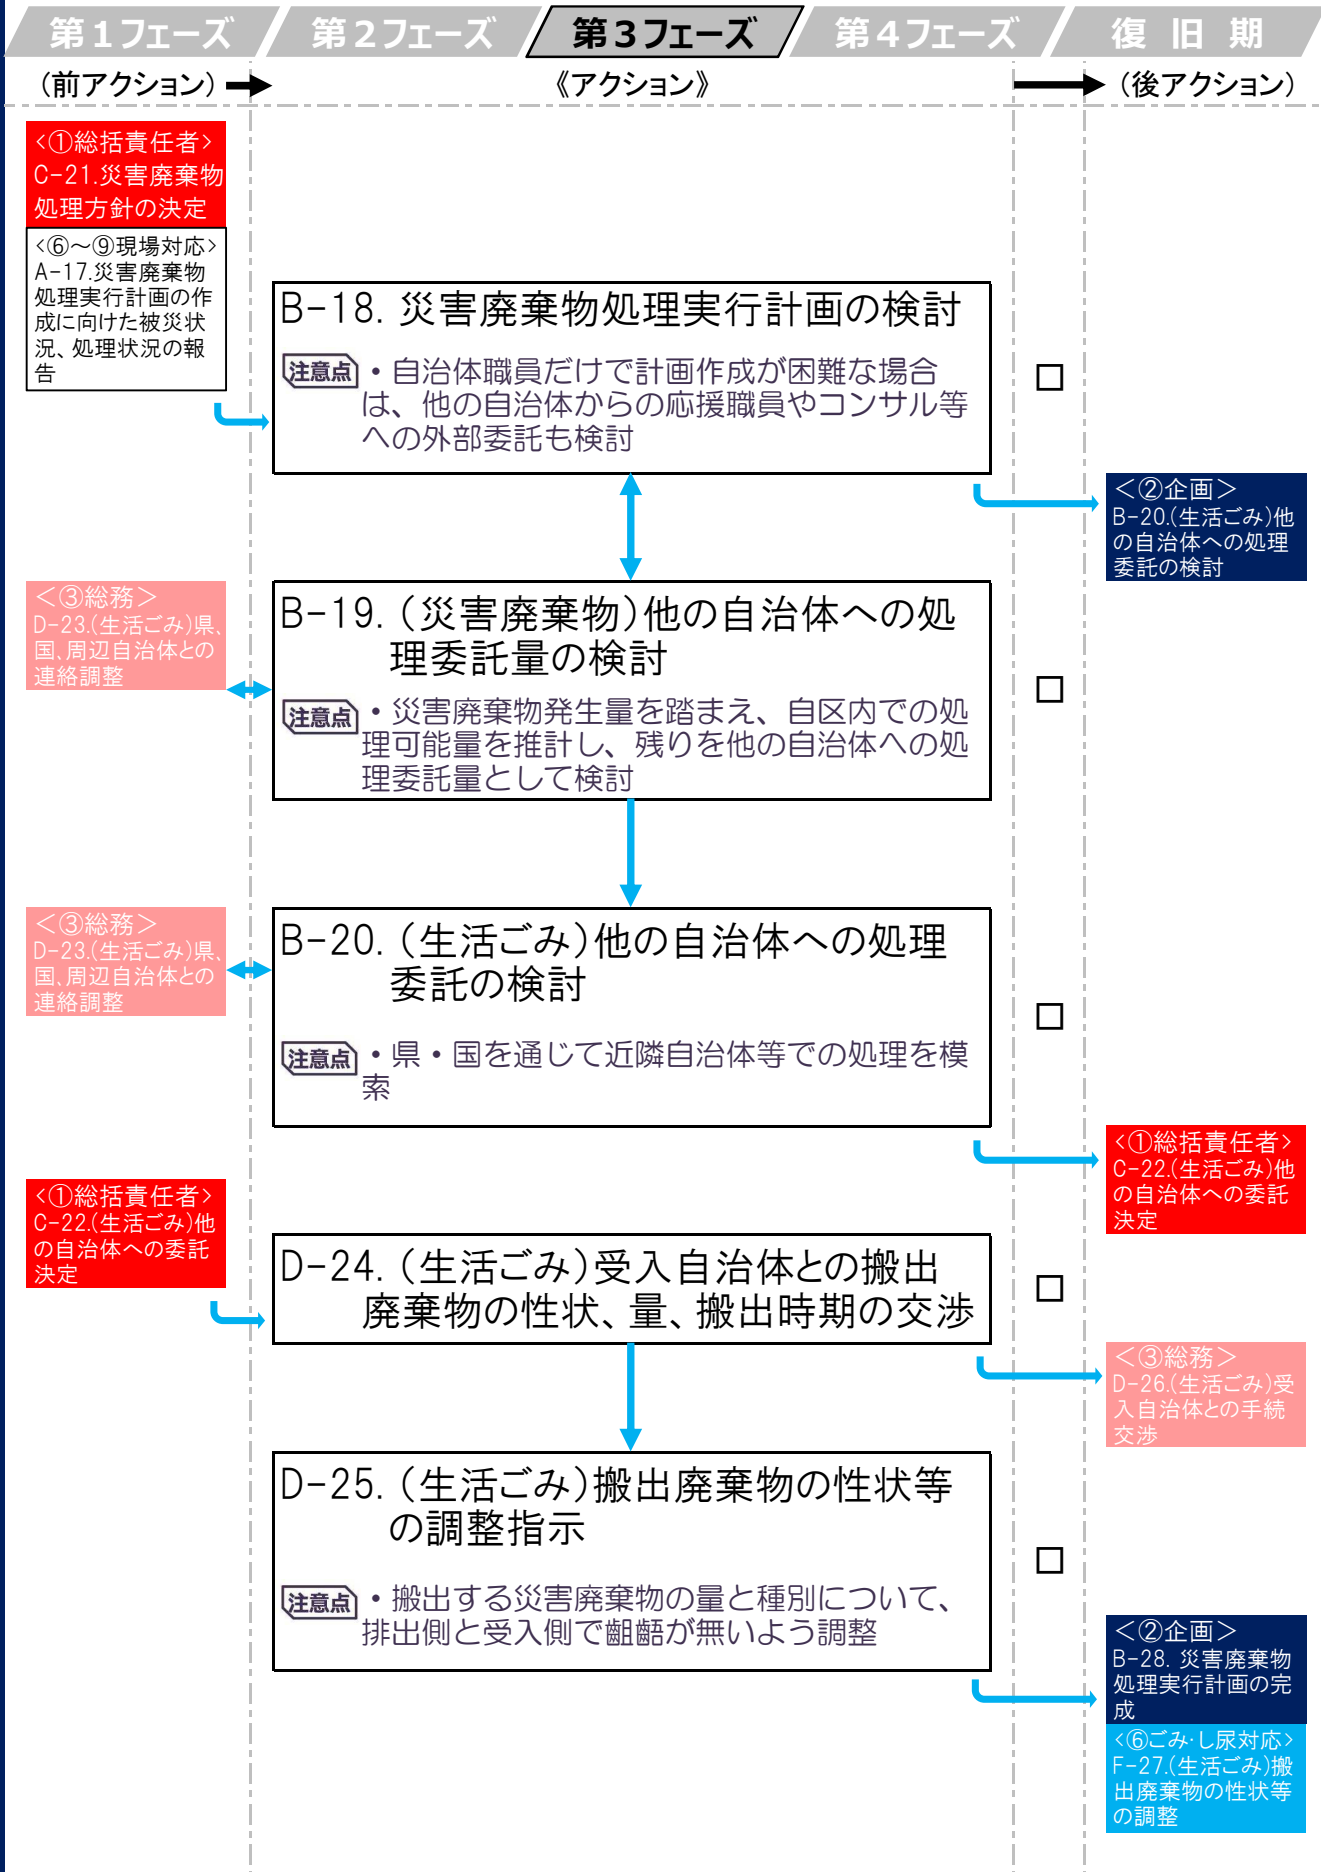 第１フェーズ
第２フェーズ
第３フェーズ
第４フェーズ
復 旧 期
（前アクション）
《アクション》
（後アクション）
<①総括責任者>
C-21.災害廃棄物
処理方針の決定
<⑥～⑨現場対応>
A-17.災害廃棄物
処理実行計画の作
成に向けた被災状
況、処理状況の報
告
B-18. 災害廃棄物処理実行計画の検討
注意点
・自治体職員だけで計画作成が困難な場合
は、他の自治体からの応援職員やコンサル等
への外部委託も検討
□
＜②企画＞
B-20.(生活ごみ)他
の自治体への処理
委託の検討
＜③総務＞
D-23.(生活ごみ)県、
国、周辺自治体との
連絡調整
B-19.（災害廃棄物）他の自治体への処
理委託量の検討
注意点
・災害廃棄物発生量を踏まえ、自区内での処
理可能量を推計し、残りを他の自治体への処
理委託量として検討
□
＜③総務＞
D-23.(生活ごみ)県、
国、周辺自治体との
連絡調整
B-20.（生活ごみ）他の自治体への処理
委託の検討
注意点
・県・国を通じて近隣自治体等での処理を模
索
□
<①総括責任者>
C-22.(生活ごみ)他
の自治体への委託
決定
<①総括責任者>
C-22.(生活ごみ)他
の自治体への委託
決定
D-24.（生活ごみ）受入自治体との搬出
廃棄物の性状、量、搬出時期の交渉
□
＜③総務＞
D-26.(生活ごみ)受
入自治体との手続
交渉
D-25.（生活ごみ）搬出廃棄物の性状等
の調整指示
注意点
・搬出する災害廃棄物の量と種別について、
排出側と受入側で齟齬が無いよう調整
□
＜②企画＞
B-28. 災害廃棄物
処理実行計画の完
成
<⑥ごみ・し尿対応>
F-27.(生活ごみ)搬
出廃棄物の性状等
の調整